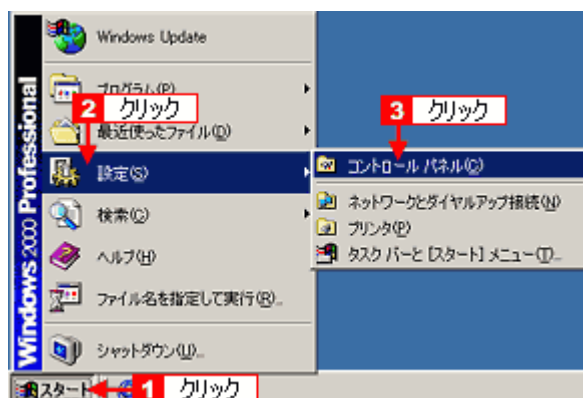 Windows Update
プログラム(P)
2 クリック
最近使ったファイル(D)
設定(S)
検索(C)
ヘルプ(H)
ファイル名を指定して実行(R)...
シャットダウン(U)...
Windows 2000 Professional
3 クリック
コントロール パネル(C)
ネットワークとダイヤルアップ接続(N)
プリンタ(P)
タスク バーと [スタート] メニュー(T)...
スタート
1 クリック